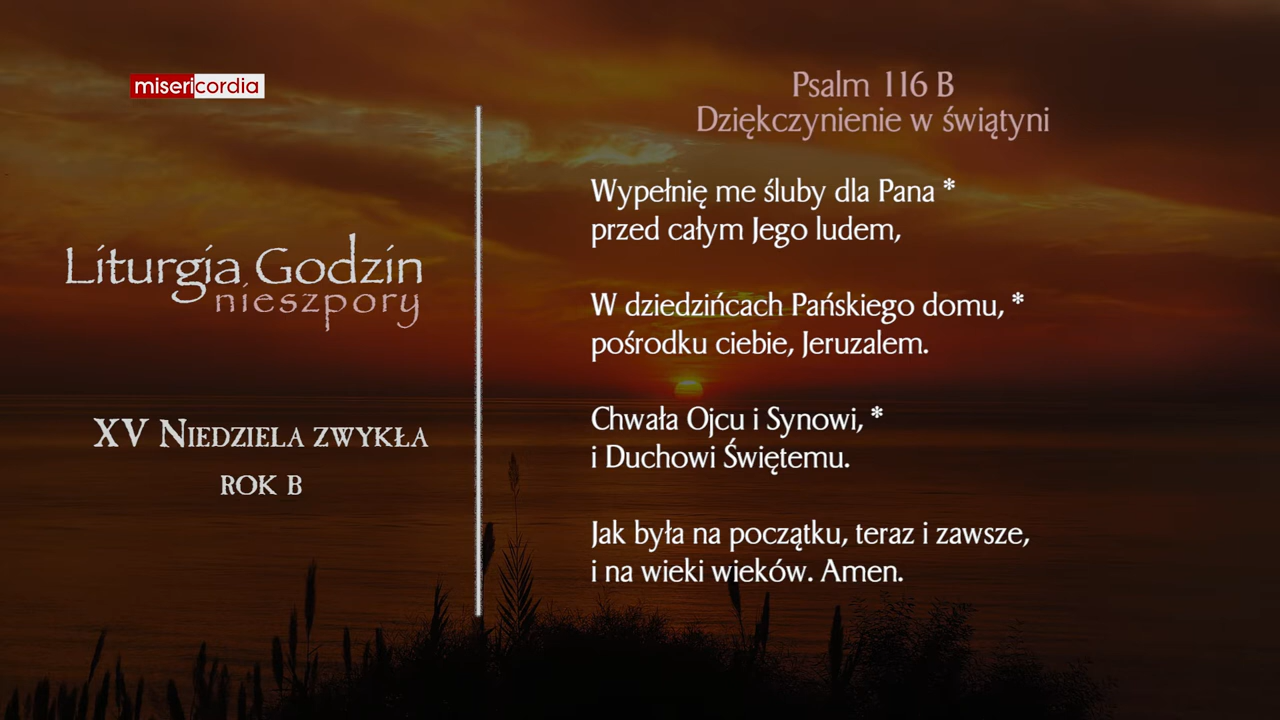 misericordia
Liturgia Godzin
nieszpory
XV Niedziela zwykła
rok B
Psalm 116 B
Dziękczynienie w świątyni
Wypełnię me śluby dla Pana *
przed całym Jego ludem,
W dziedzińcach Pańskiego domu, *
pośrodku ciebie, Jeruzalem.
Chwała Ojcu i Synowi, *
i Duchowi Świętemu.
Jak była na początku, teraz i zawsze,
i na wieki wieków. Amen.